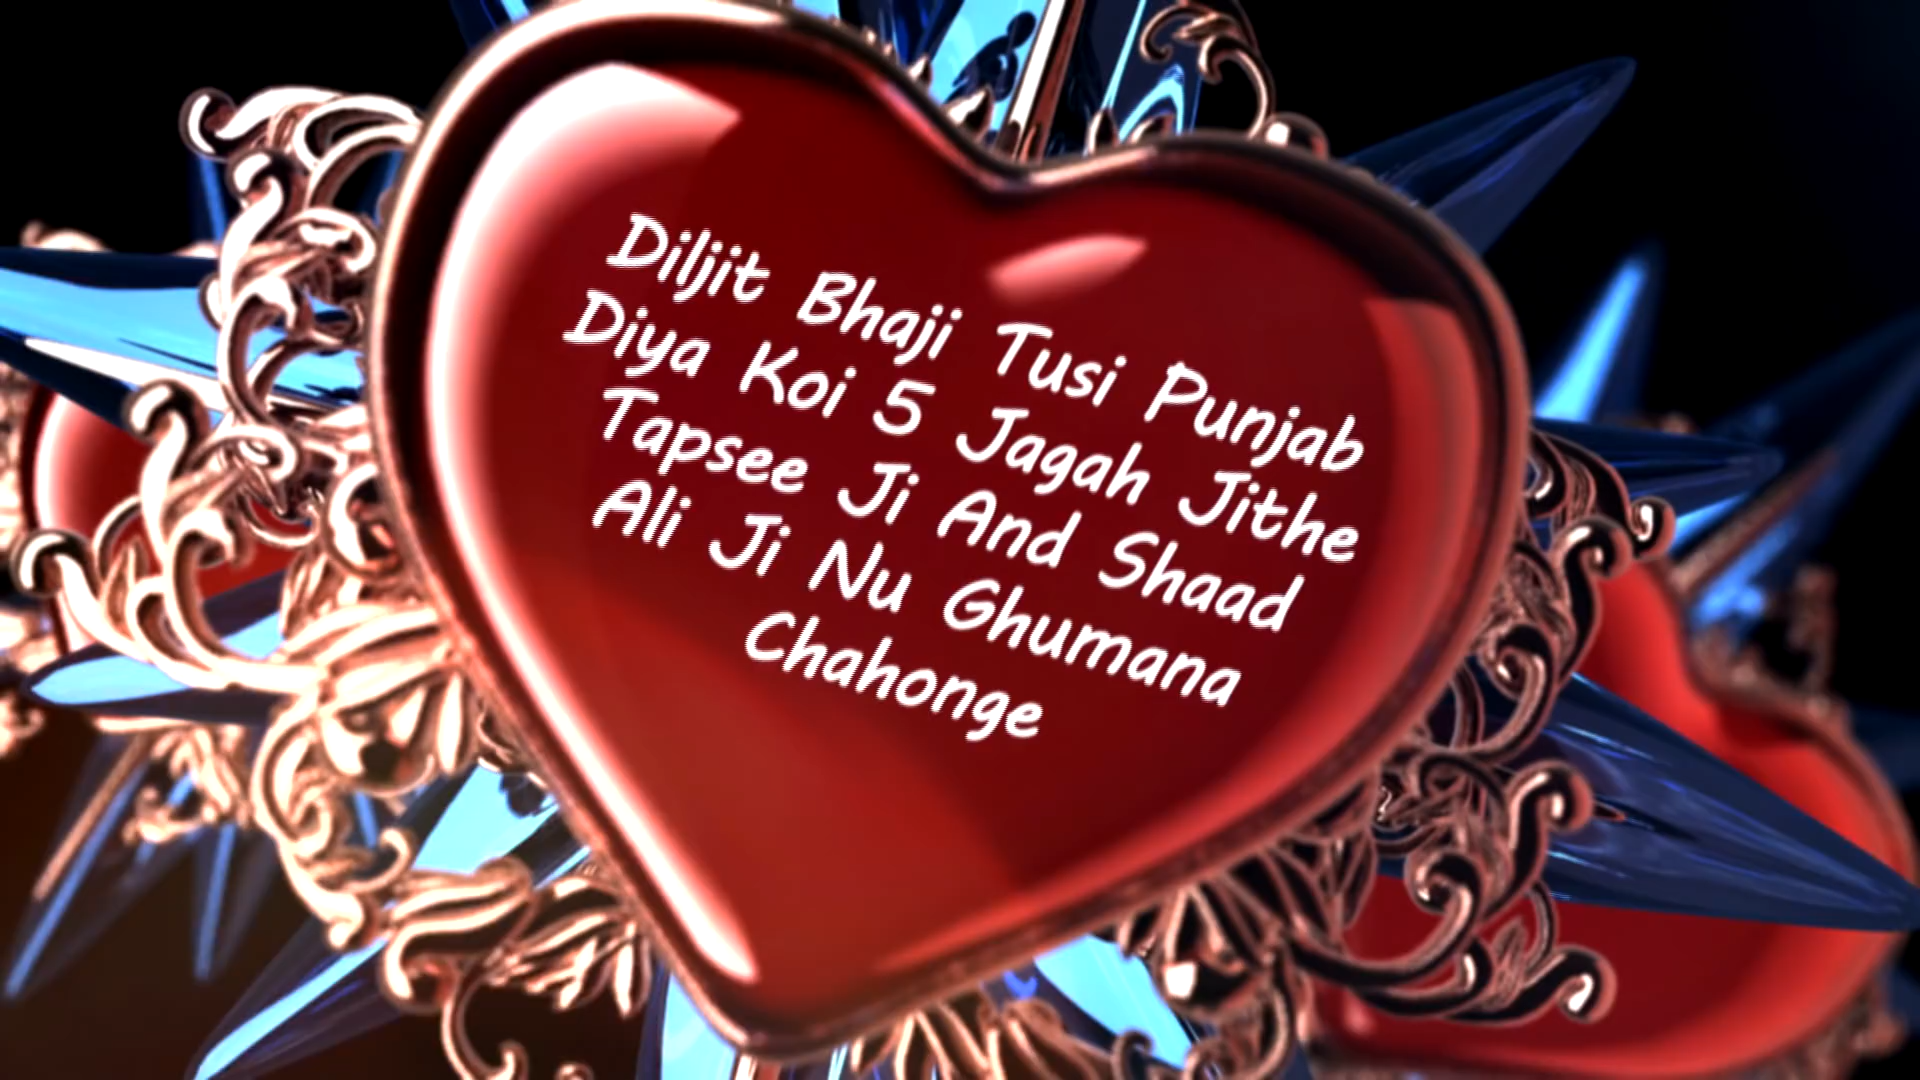 Diljit Bhaji Tusi Punjab
Diya Koi 5 Jagah Jithe
Tapsee Ji And Shaad
Ali Ji Nu Ghumana
Chahonge